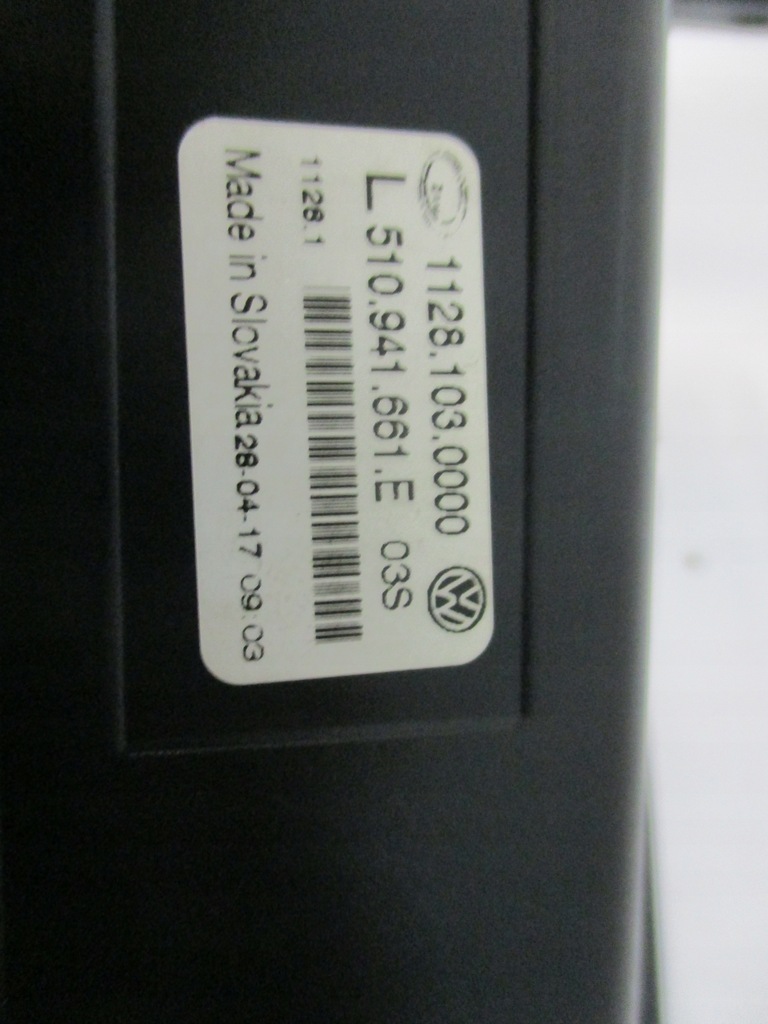 1128.103.0000
L 510.941.661.E 03S
1128.1
Made in Slovakia 28-04-17 09:03